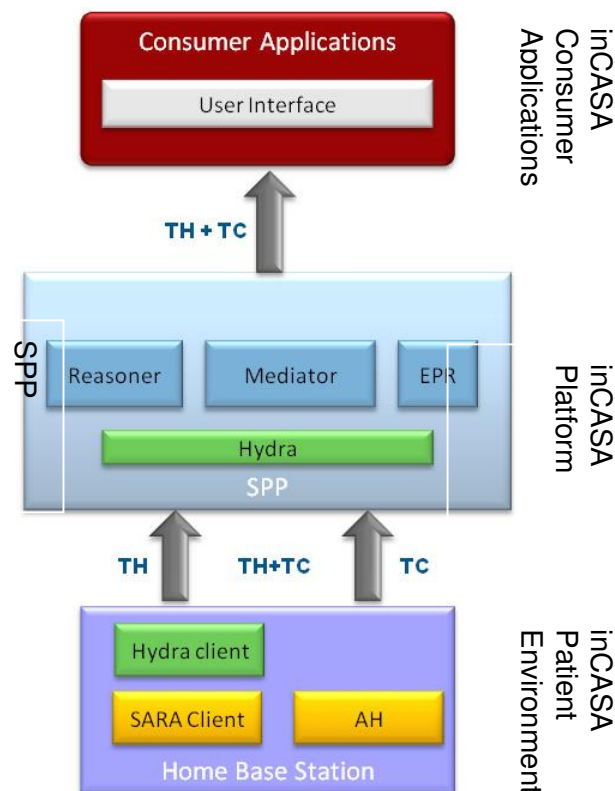 Consumer Applications
User Interface
inCASA
Consumer
Applications
TH + TC
SPP
Reasoner
Mediator
EPR
Hydra
SPP
inCASA
Platform
TH
TH+TC
TC
Hydra client
SARA Client
AH
Home Base Station
inCASA
Patient
Environment